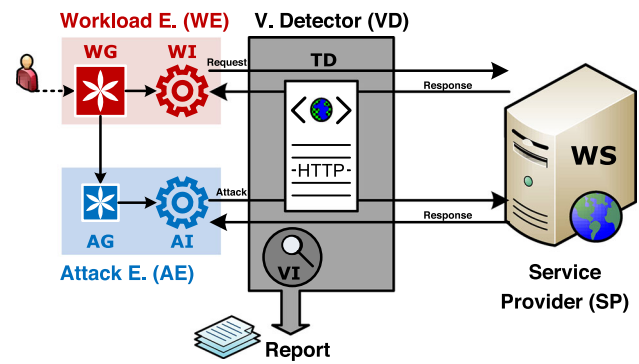 Workload E. (WE)
V. Detector (VD)
WG
WI
TD
Request
Response
-HTTP-
WS
Attack
Response
AG
AI
Attack E. (AE)
VI
Service
Provider (SP)
Report